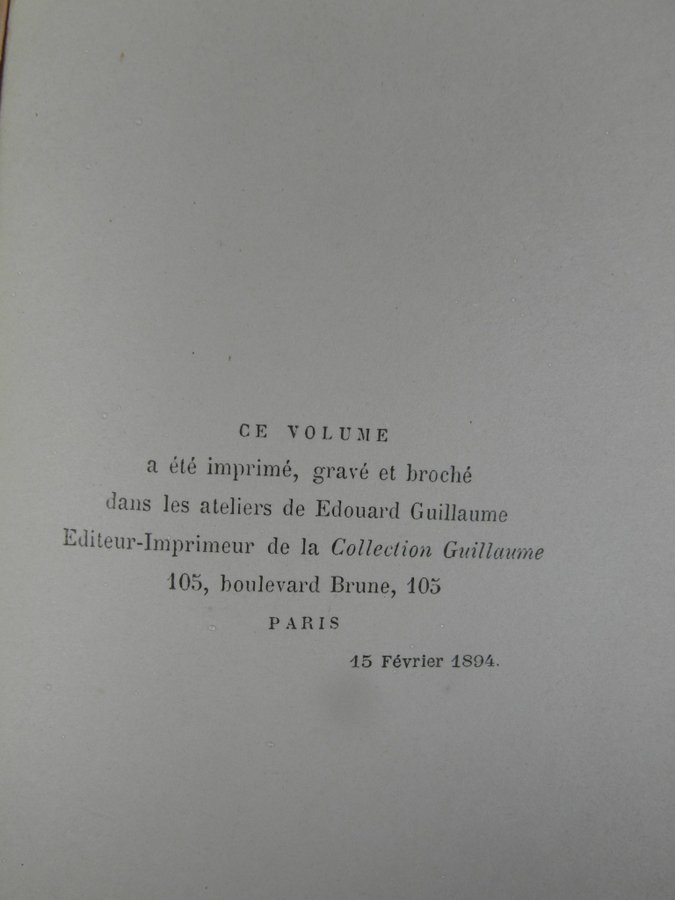 CE VOLUME
a été imprimé, gravé et broché
dans les ateliers de Edouard Guillaume
Editeur-Imprimeur de la Collection Guillaume
105, boulevard Brune, 105
PARIS
15 Février 1894.